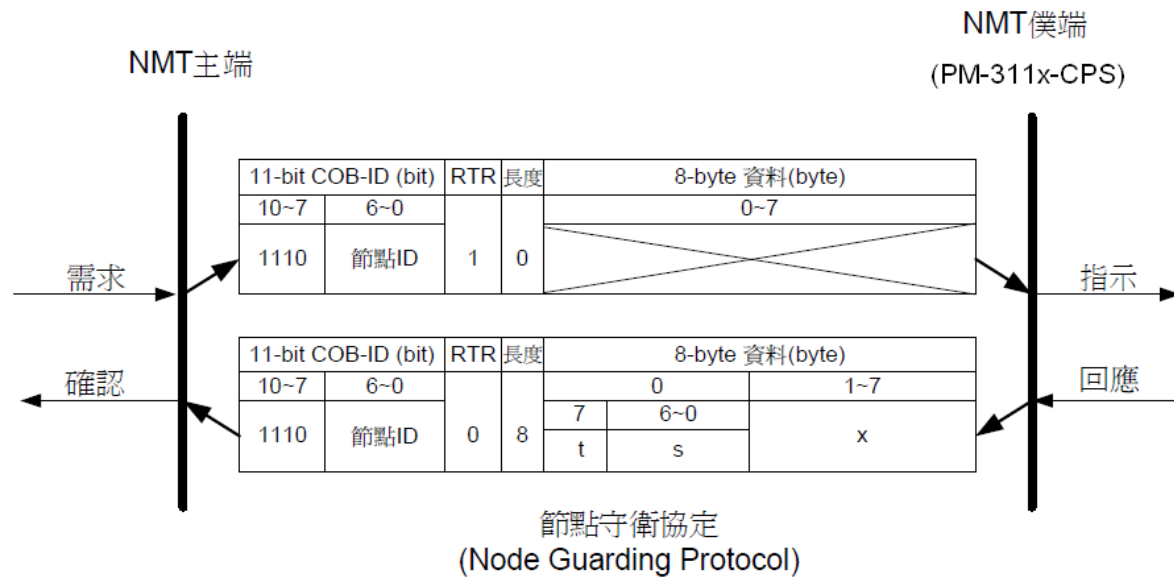 NMT主端
NMT僕端
(PM-311x-CPS)
11-bit COB-ID (bit) RTR 長度 8-byte 資料(byte)
10~7 6~0 0~7
1110 節點ID 1 0
需求
指示
11-bit COB-ID (bit) RTR 長度 8-byte 資料(byte)
10~7 6~0 0 1~7
確認
回應
7 6~0
1110 節點ID 0 8 x
t s
節點守衛協定
(Node Guarding Protocol)